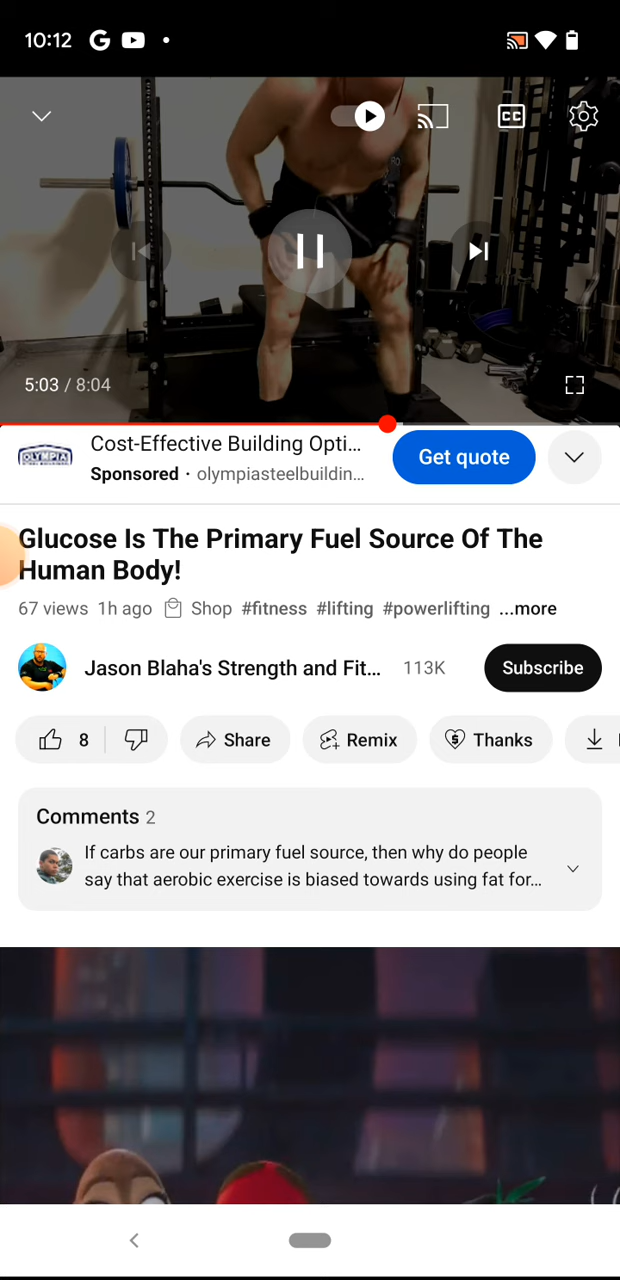 10:12
CC
5:03 / 8:04
OLYMPIA
Cost-Effective Building Opti...
Sponsored · olympiasteelbuildin...
Get quote
Glucose Is The Primary Fuel Source Of The
Human Body!
67 views 1h ago Shop #fitness #lifting #powerlifting ...more
Jason Blaha's Strength and Fit... 113K
Subscribe
8 Share Remix Thanks
Comments 2
If carbs are our primary fuel source, then why do people
say that aerobic exercise is biased towards using fat for...